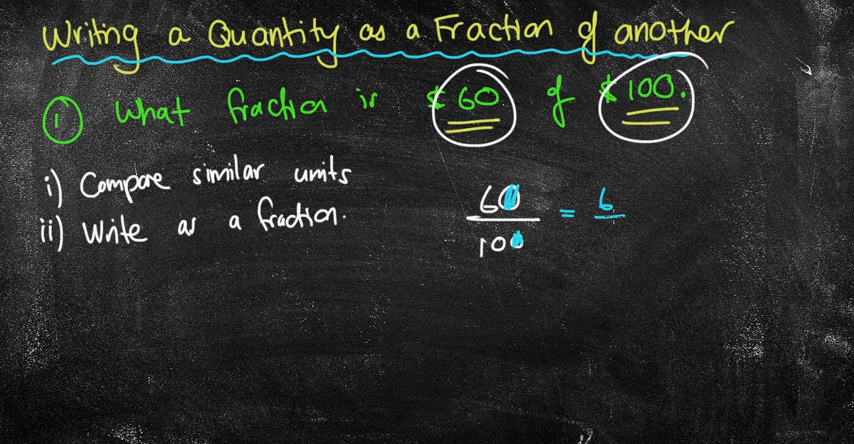 Writing a Quantity as a Fraction of another
1 What fraction is $60 of $100.
i) Compare similar units
ii) Write as a fraction.
60
100
= 6